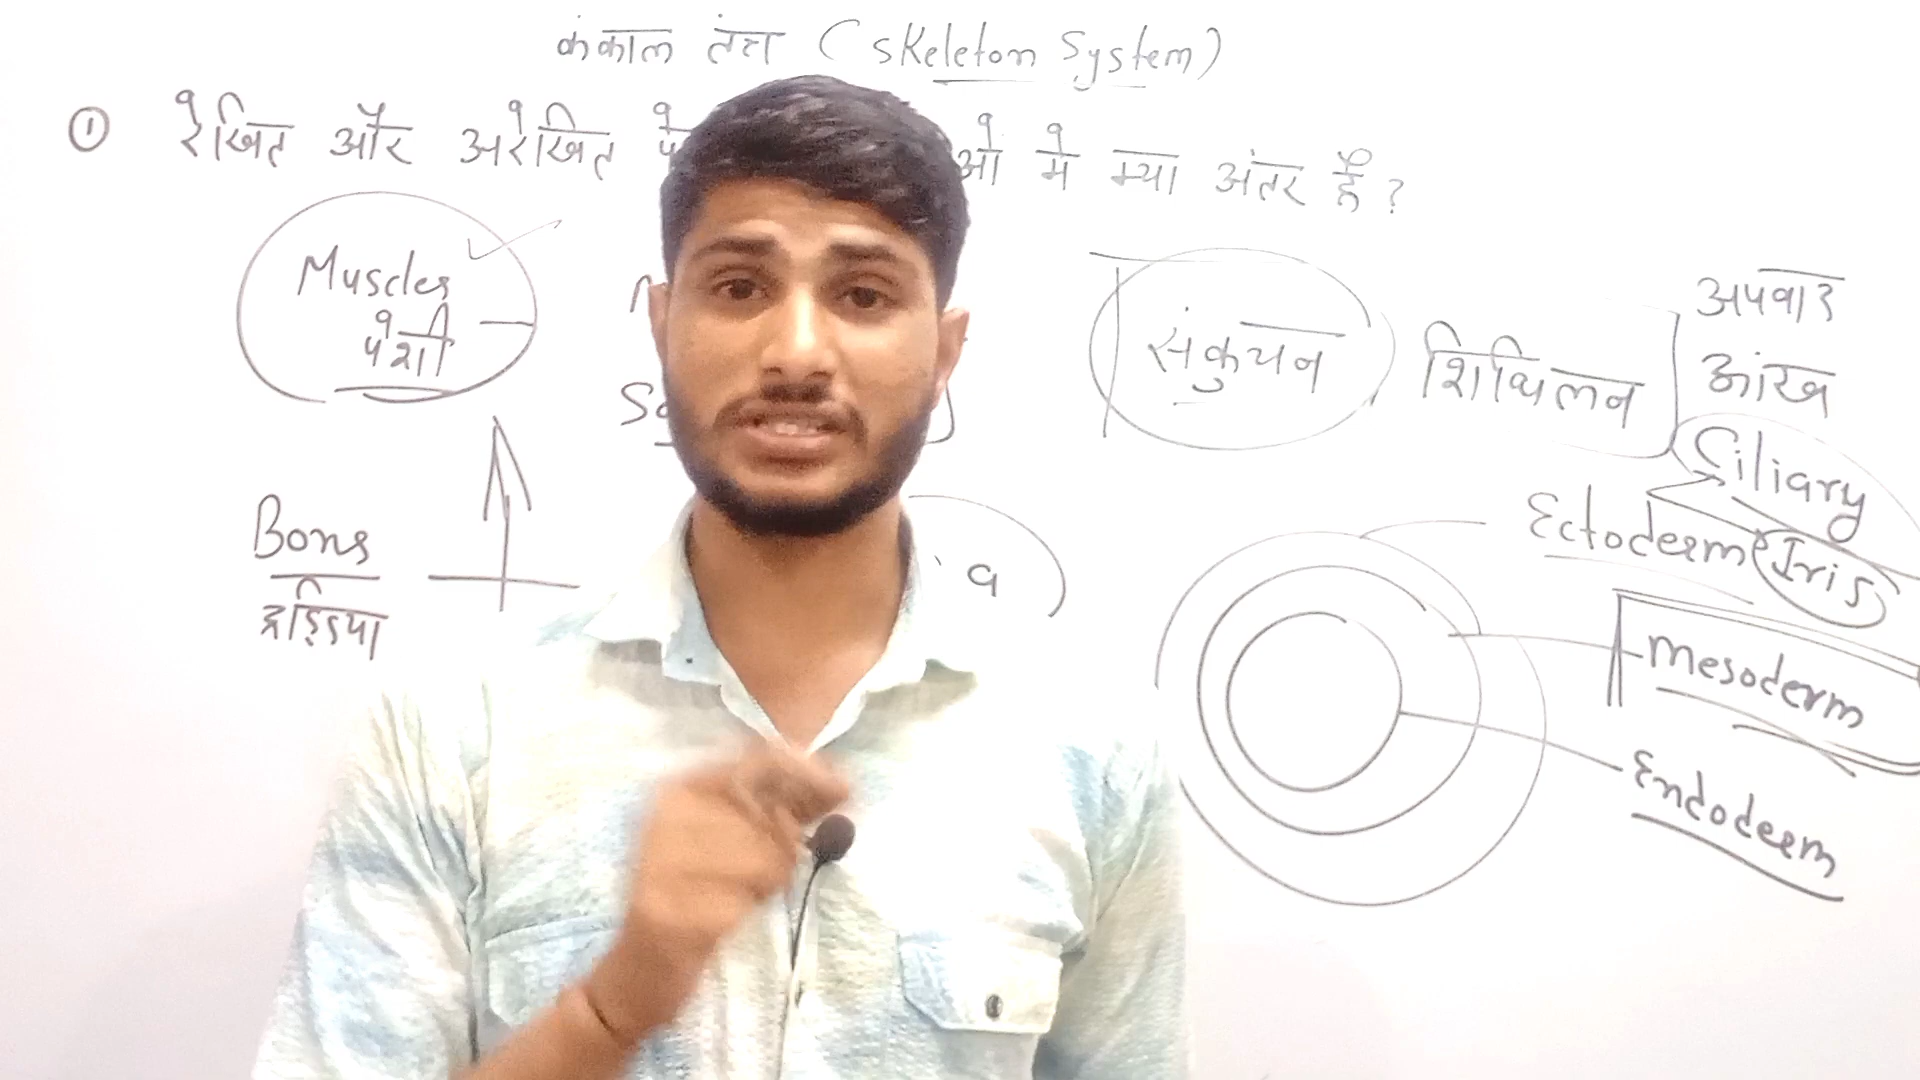 कंकाल तंत्र (Skeleton System)
① रेखित और अरेखित में क्या अंतर है?
Muscles
पेशी
संकुचन
शिथिलन
अपवाद
आंख
Ciliary
Iris
Bons
हड्डिया
a
Ectoderm
Mesoderm
Endoderm